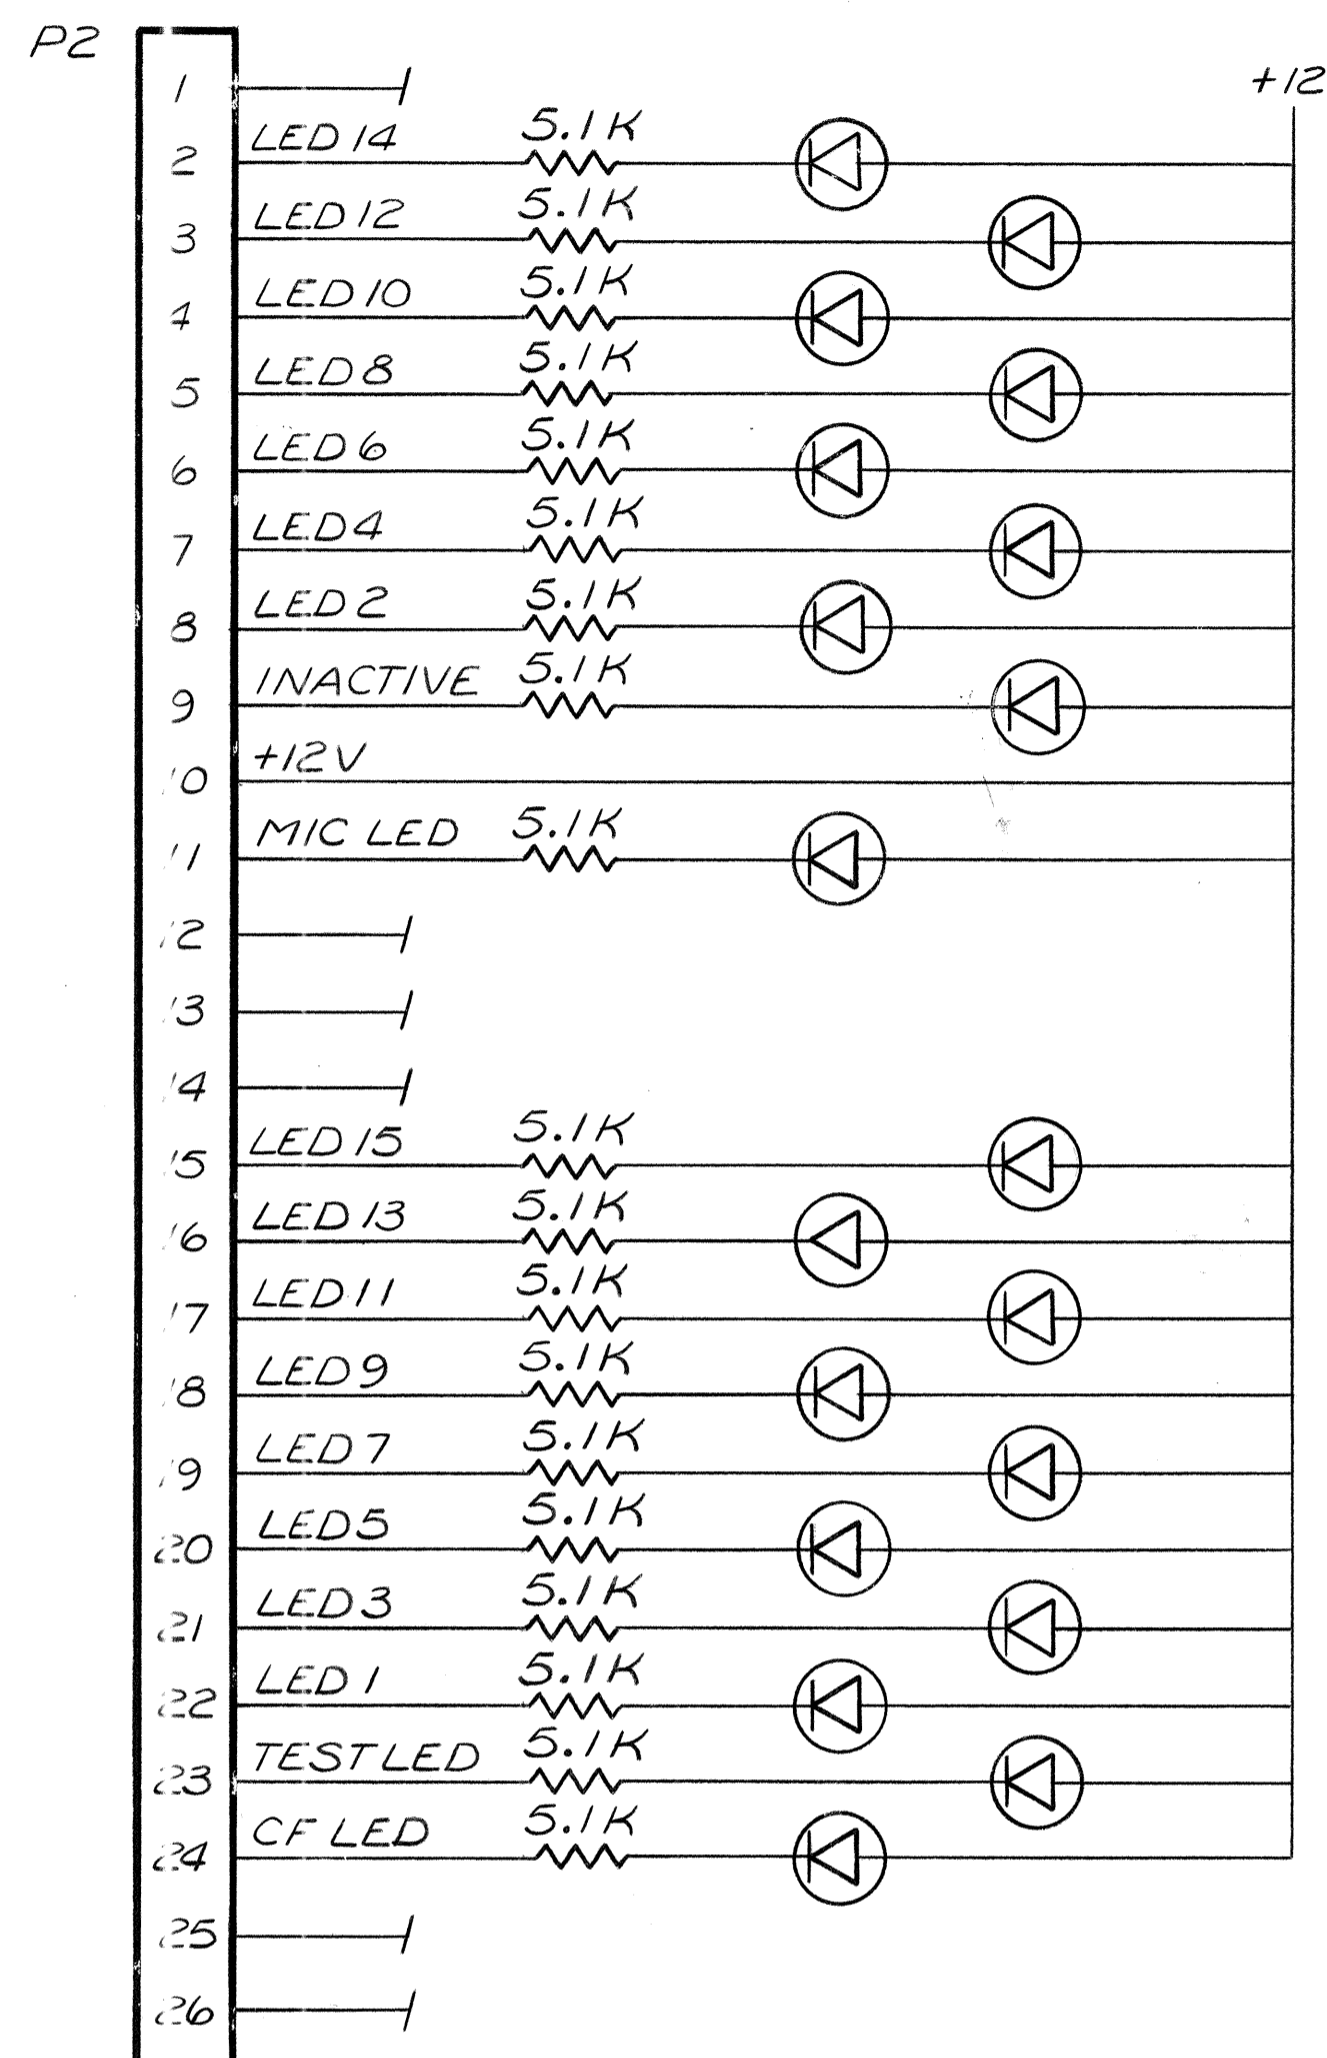 P2
+12
1
2 LED 14 5.1K
3 LED 12 5.1K
4 LED 10 5.1K
5 LED 8 5.1K
6 LED 6 5.1K
7 LED 4 5.1K
8 LED 2 5.1K
9 INACTIVE 5.1K
10 +12V
11 MIC LED 5.1K
12
13
14
15 LED 15 5.1K
16 LED 13 5.1K
17 LED 11 5.1K
18 LED 9 5.1K
19 LED 7 5.1K
20 LED 5 5.1K
21 LED 3 5.1K
22 LED 1 5.1K
23 TEST LED 5.1K
24 CF LED 5.1K
25
26